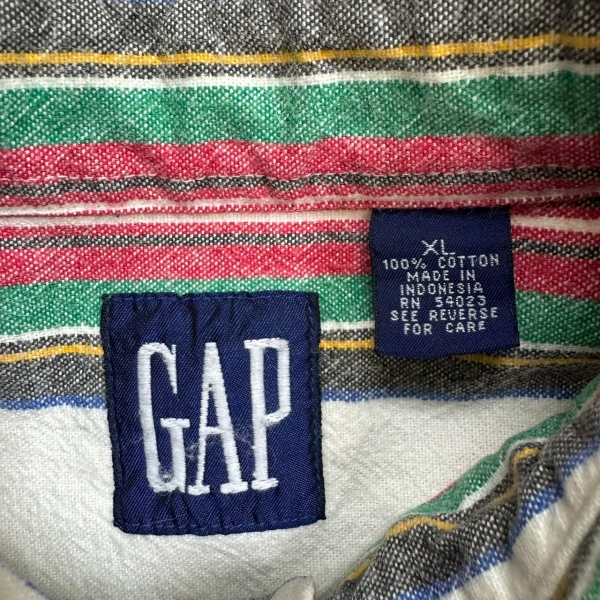 XL
100% COTTON
MADE IN
INDONESIA
RN 54023
SEE REVERSE
FOR CARE
GAP